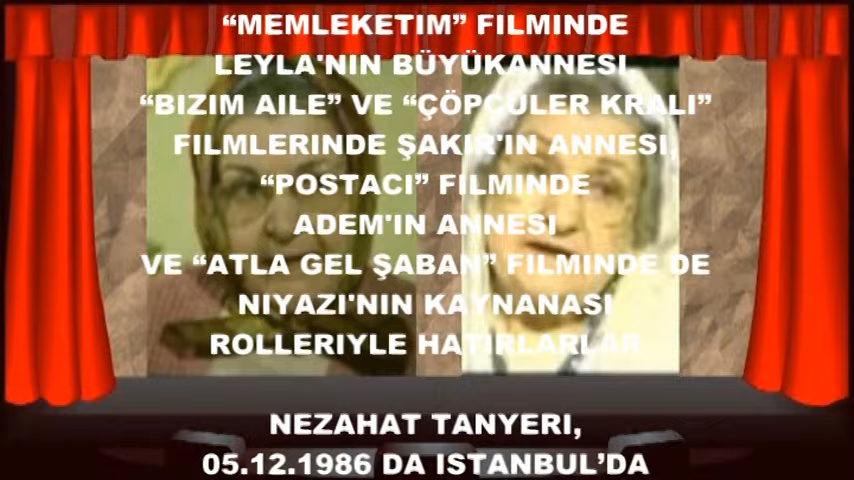 “MEMLEKETIM” FILMINDE
LEYLA'NIN BÜYÜKANNESI,
“BIZIM AILE” VE “ÇÖPÇÜLER KRALI”
FILMLERINDE ŞAKIR'IN ANNESI,
“POSTACI” FILMINDE
ADEM'IN ANNESI
VE “ATLA GEL ŞABAN” FILMINDE DE
NIYAZI'NIN KAYNANASI
ROLLERIYLE HATIRLARLAR
NEZAHAT TANYERI,
05.12.1986 DA ISTANBUL’DA